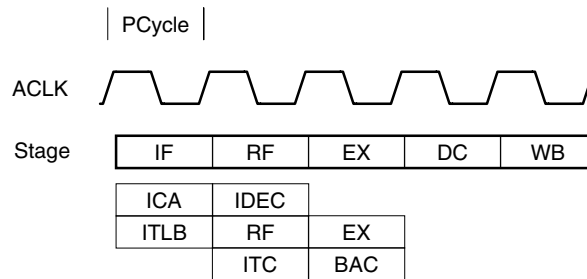 PCycle
ACLK
Stage IF RF EX DC WB
ICA IDEC
ITLB RF EX
ITC BAC